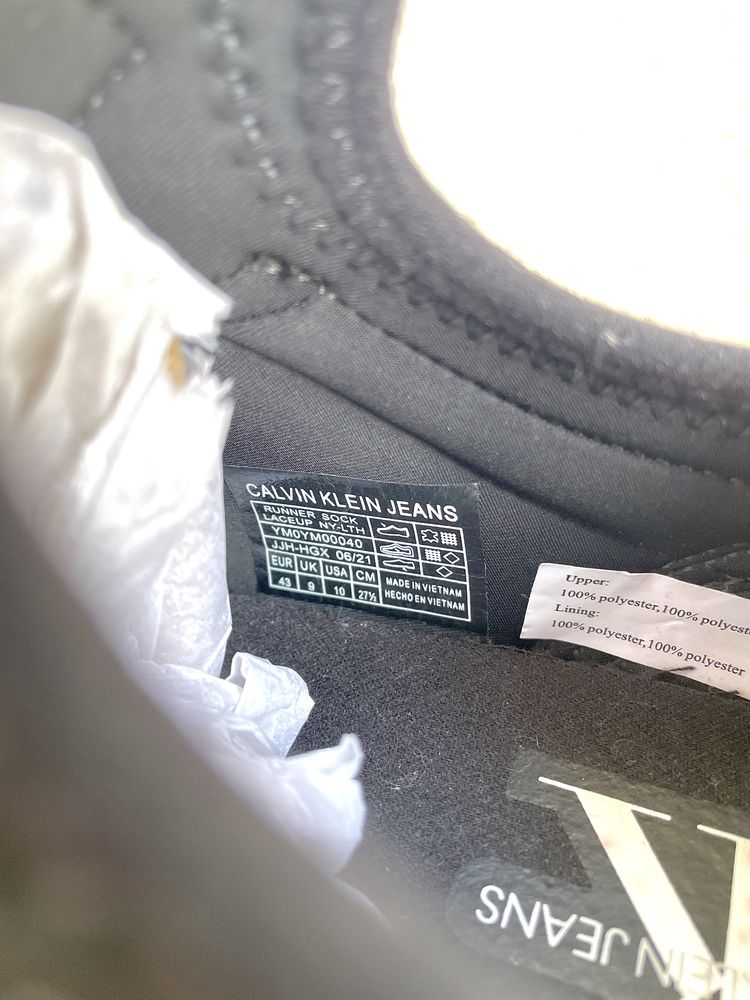 CALVIN KLEIN JEANS
RUNNER SOCK
LACEUP NY-LTH
YM0YM00040
JJH-HGX 06/21
EUR UK USA CM
43 9 10 27½
MADE IN VIETNAM
HECHO EN VIETNAM
Upper:
100% polyester,100% polyest
Lining:
100% polyester,100% polyester
K
KLEIN JEANS